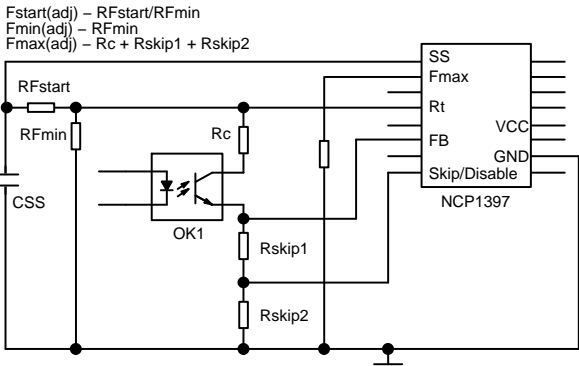 Fstart(adj) – RFstart/RFmin
Fmin(adj) – RFmin
Fmax(adj) – Rc + Rskip1 + Rskip2
SS
Fmax
RFstart
Rt
RFmin
Rc
VCC
FB
GND
Skip/Disable
CSS
NCP1397
OK1
Rskip1
Rskip2